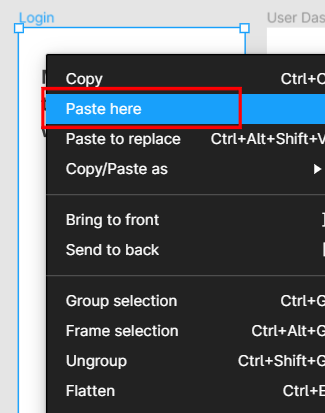 Login
User Das
Copy Ctrl+C
Paste here
Paste to replace Ctrl+Alt+Shift+V
Copy/Paste as
Bring to front ]
Send to back [
Group selection Ctrl+G
Frame selection Ctrl+Alt+G
Ungroup Ctrl+Shift+G
Flatten Ctrl+E